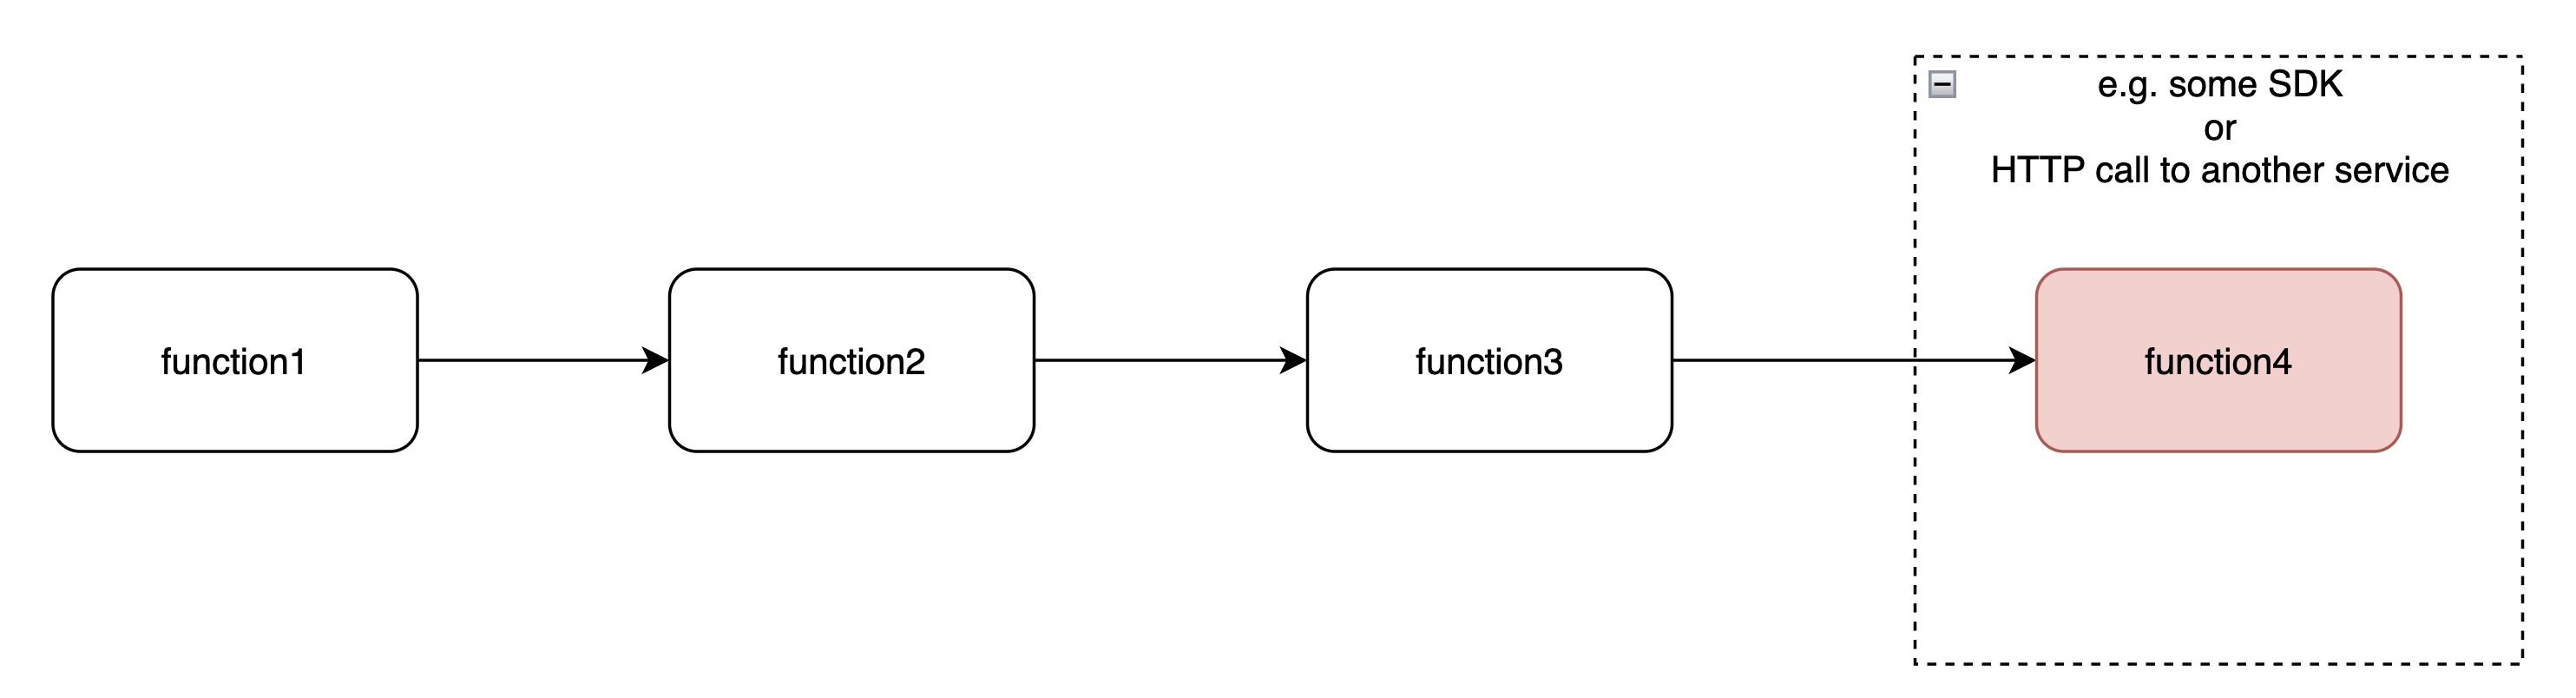 e.g. some SDK
or
HTTP call to another service
function1
function2
function3
function4